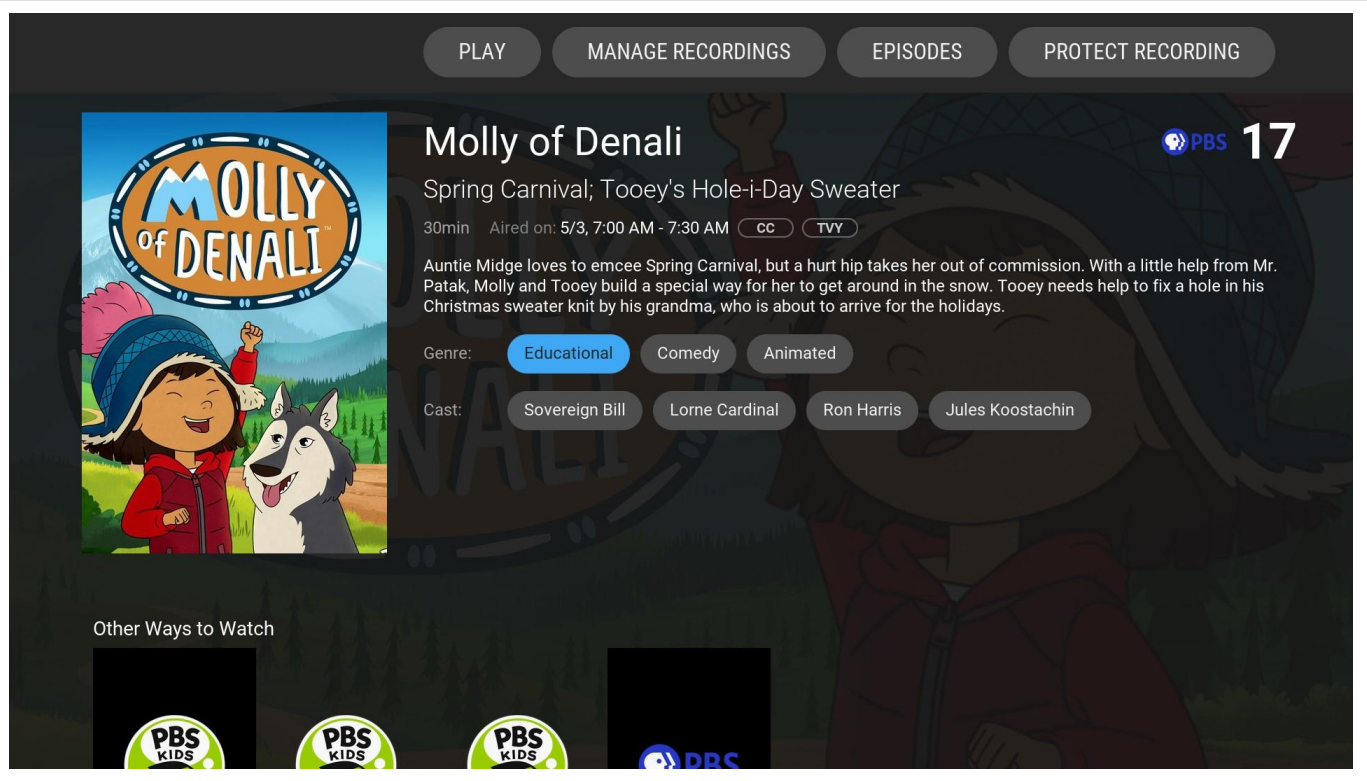 PLAY
MANAGE RECORDINGS
EPISODES
PROTECT RECORDING
MOLLY
OF DENALI™
Molly of Denali
PBS 17
Spring Carnival; Tooey's Hole-i-Day Sweater
30min Aired on: 5/3, 7:00 AM - 7:30 AM CC TVY
Auntie Midge loves to emcee Spring Carnival, but a hurt hip takes her out of commission. With a little help from Mr.
Patak, Molly and Tooey build a special way for her to get around in the snow. Tooey needs help to fix a hole in his
Christmas sweater knit by his grandma, who is about to arrive for the holidays.
Genre: Educational Comedy Animated
Cast: Sovereign Bill Lorne Cardinal Ron Harris Jules Koostachin
Other Ways to Watch
PBS
KIDS
PBS
KIDS
PBS
KIDS
PBS